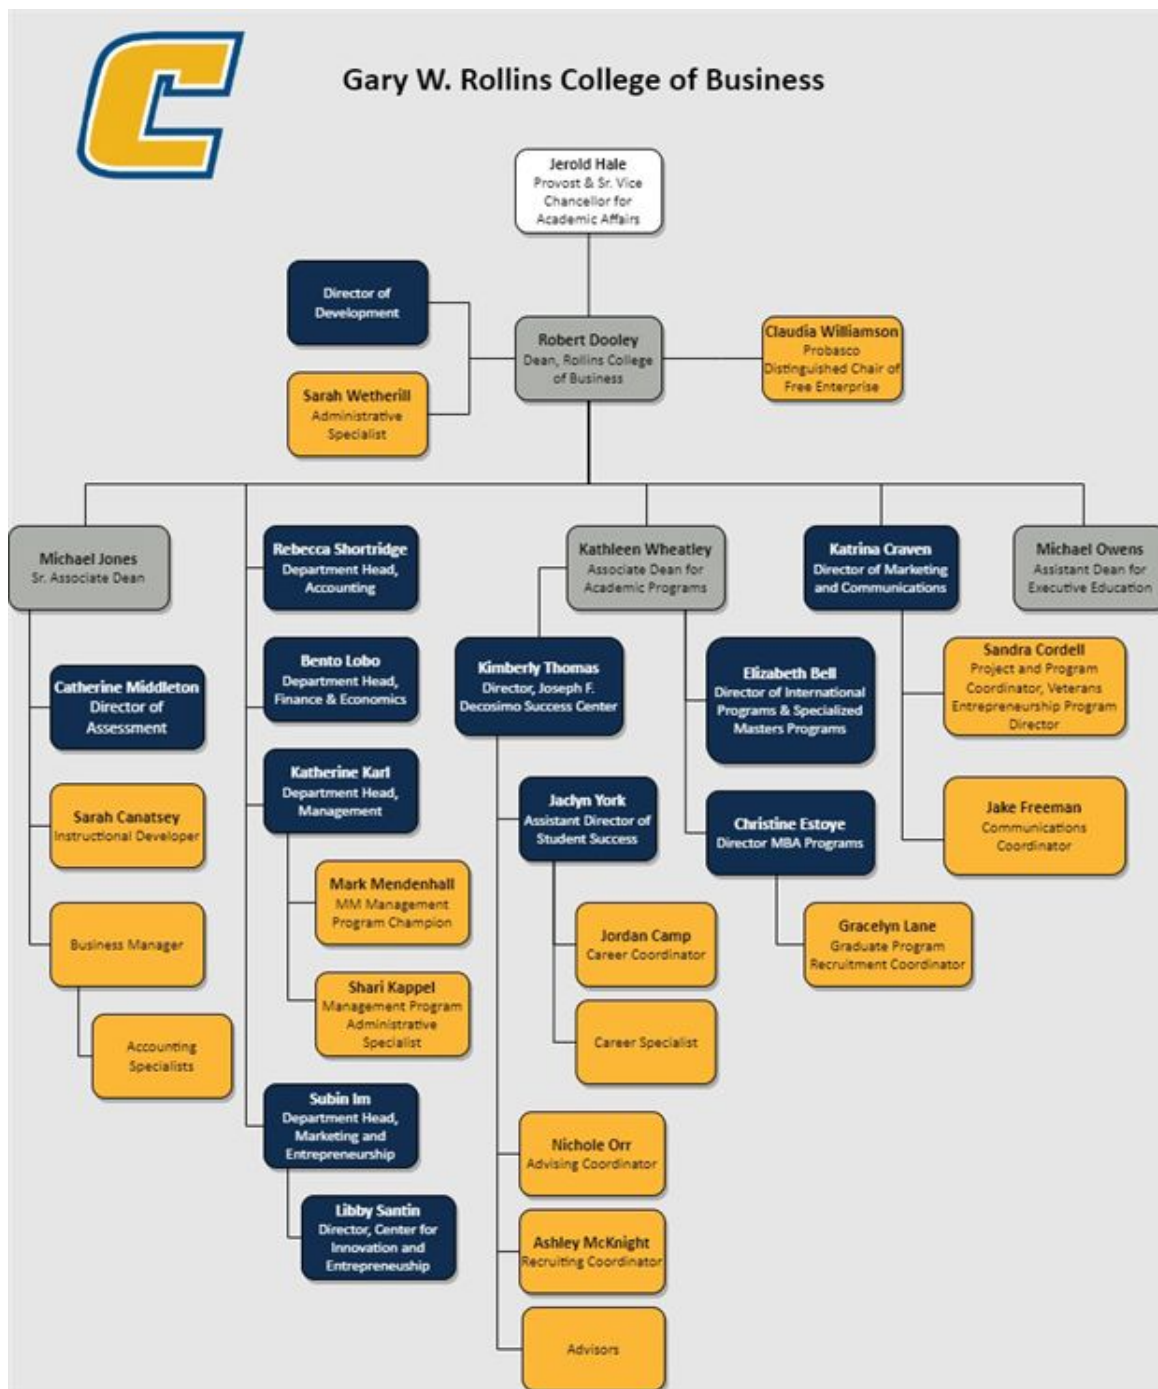 C
Gary W. Rollins College of Business
Jerold Hale
Provost & Sr. Vice
Chancellor for
Academic Affairs
Director of
Development
Robert Dooley
Dean, Rollins College
of Business
Claudia Williamson
Probasco
Distinguished Chair of
Free Enterprise
Sarah Wetherill
Administrative
Specialist
Michael Jones
Sr. Associate Dean
Rebecca Shortridge
Department Head,
Accounting
Kathleen Wheatley
Associate Dean for
Academic Programs
Katrina Craven
Director of Marketing
and Communications
Michael Owens
Assistant Dean for
Executive Education
Catherine Middleton
Director of
Assessment
Bento Lobo
Department Head,
Finance & Economics
Kimberly Thomas
Director, Joseph F.
Decosimo Success Center
Elizabeth Bell
Director of International
Programs & Specialized
Masters Programs
Sandra Cordell
Project and Program
Coordinator, Veterans
Entrepreneurship Program
Director
Sarah Canatsey
Instructional Developer
Katherine Karl
Department Head,
Management
Jaclyn York
Assistant Director of
Student Success
Christine Estoye
Director MBA Programs
Jake Freeman
Communications
Coordinator
Business Manager
Mark Mendenhall
MM Management
Program Champion
Jordan Camp
Career Coordinator
Gracelyn Lane
Graduate Program
Recruitment Coordinator
Accounting
Specialists
Shari Kappel
Management Program
Administrative
Specialist
Career Specialist
Subin Im
Department Head,
Marketing and
Entrepreneurship
Nichole Orr
Advising Coordinator
Libby Santin
Director, Center for
Innovation and
Entrepreneuship
Ashley McKnight
Recruiting Coordinator
Advisors